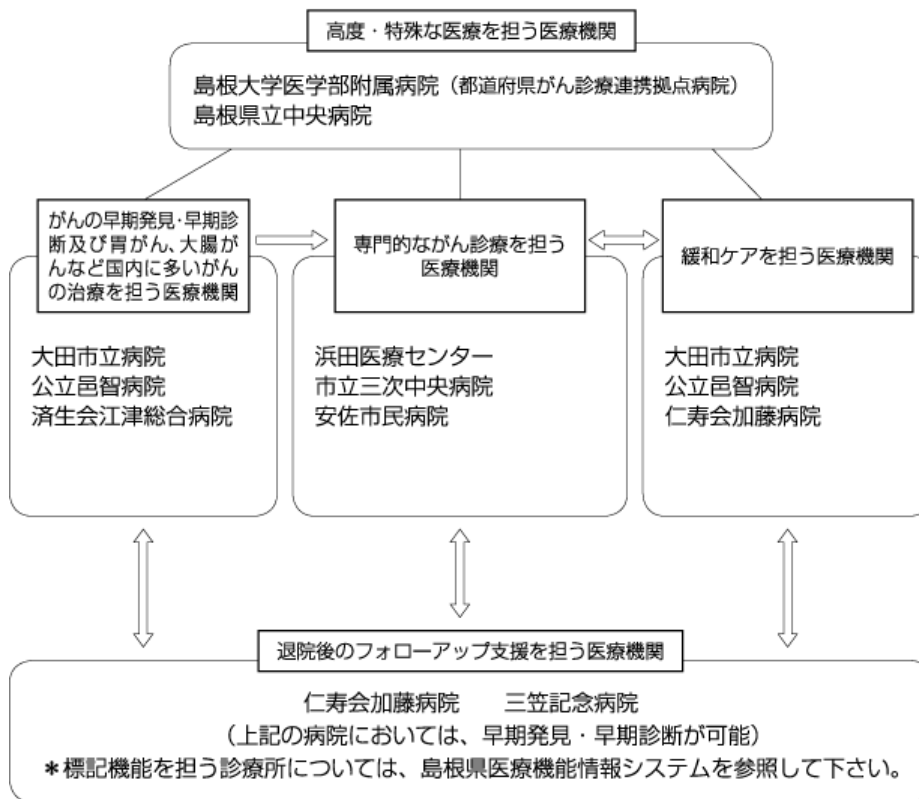 高度・特殊な医療を担う医療機関
島根大学医学部附属病院（都道府県がん診療連携拠点病院）
島根県立中央病院
がんの早期発見・早期診
断及び胃がん、大腸が
んなど国内に多いがん
の治療を担う医療機関
大田市立病院
公立邑智病院
済生会江津総合病院
専門的ながん診療を担う
医療機関
浜田医療センター
市立三次中央病院
安佐市民病院
緩和ケアを担う医療機関
大田市立病院
公立邑智病院
仁寿会加藤病院
退院後のフォローアップ支援を担う医療機関
仁寿会加藤病院　三笠記念病院
（上記の病院においては、早期発見・早期診断が可能）
＊標記機能を担う診療所については、島根県医療機能情報システムを参照して下さい。